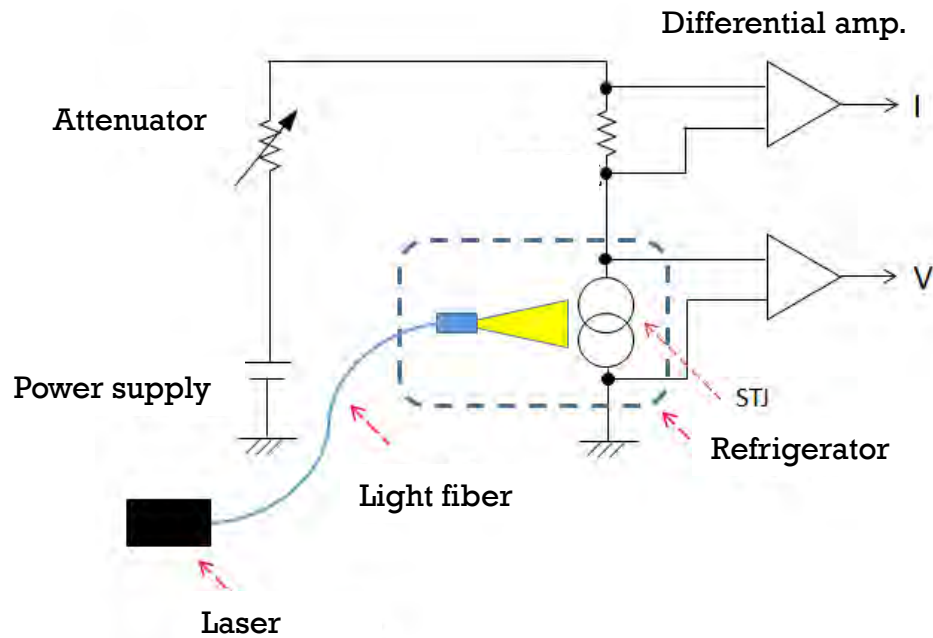 Differential amp.
Attenuator
I
V
Power supply
STJ
Refrigerator
Light fiber
Laser